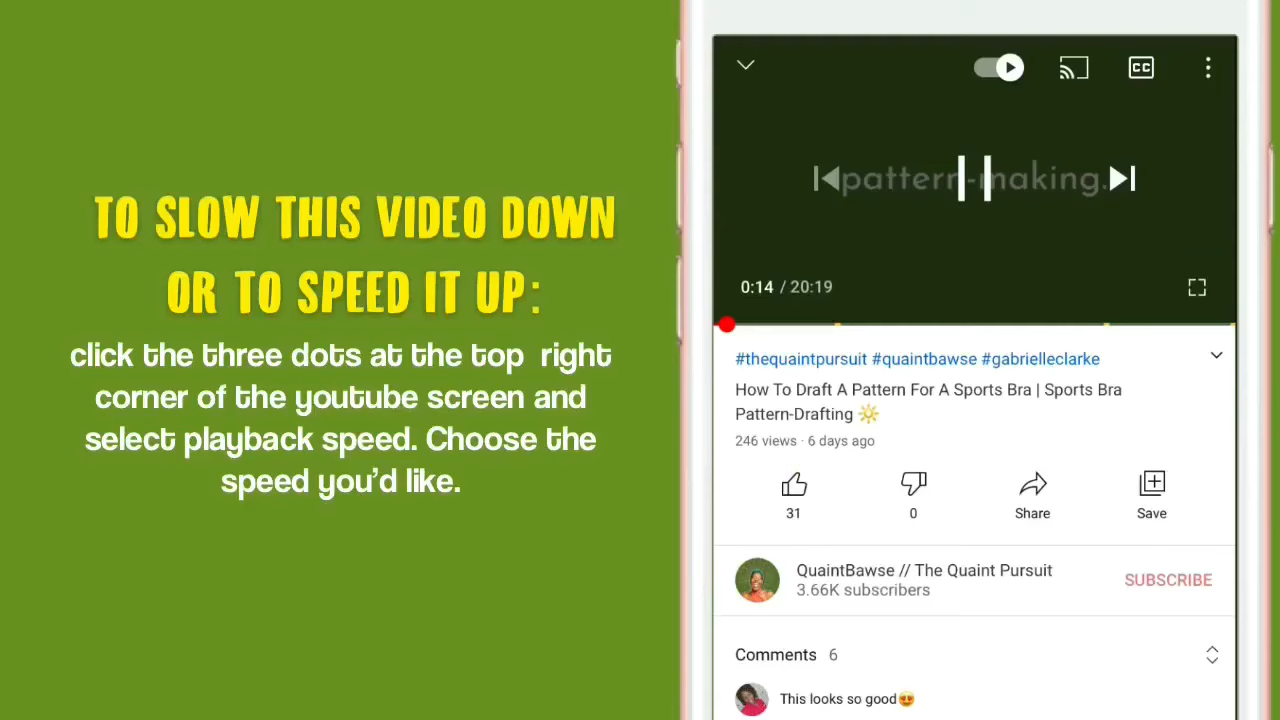 TO SLOW THIS VIDEO DOWN
OR TO SPEED IT UP:
click the three dots at the top right
corner of the youtube screen and
select playback speed. Choose the
speed you'd like.
CC
pattern-making.
0:14 / 20:19
#thequaintpursuit #quaintbawse #gabrielleclarke
How To Draft A Pattern For A Sports Bra | Sports Bra
Pattern-Drafting 🔆
246 views · 6 days ago
31
0
Share
Save
QuaintBawse // The Quaint Pursuit
3.66K subscribers
SUBSCRIBE
Comments 6
This looks so good😍